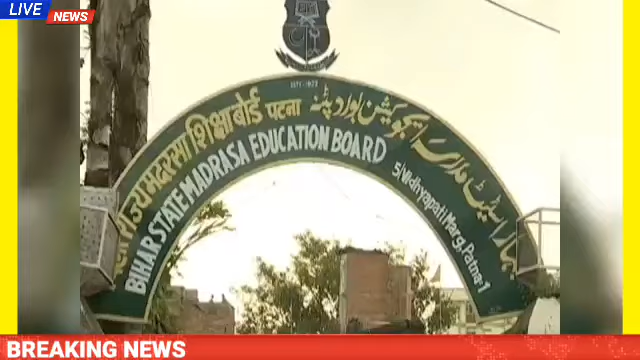 LIVE
NEWS
राज्य मदरसा शिक्षा बोर्ड पटना
بہار اسٹیٹ مدرسہ ایجوکیشن بورڈ پٹنہ
BIHAR STATE MADRASA EDUCATION BOARD
5, Vidhyapati Marg, Patna-1
BREAKING NEWS